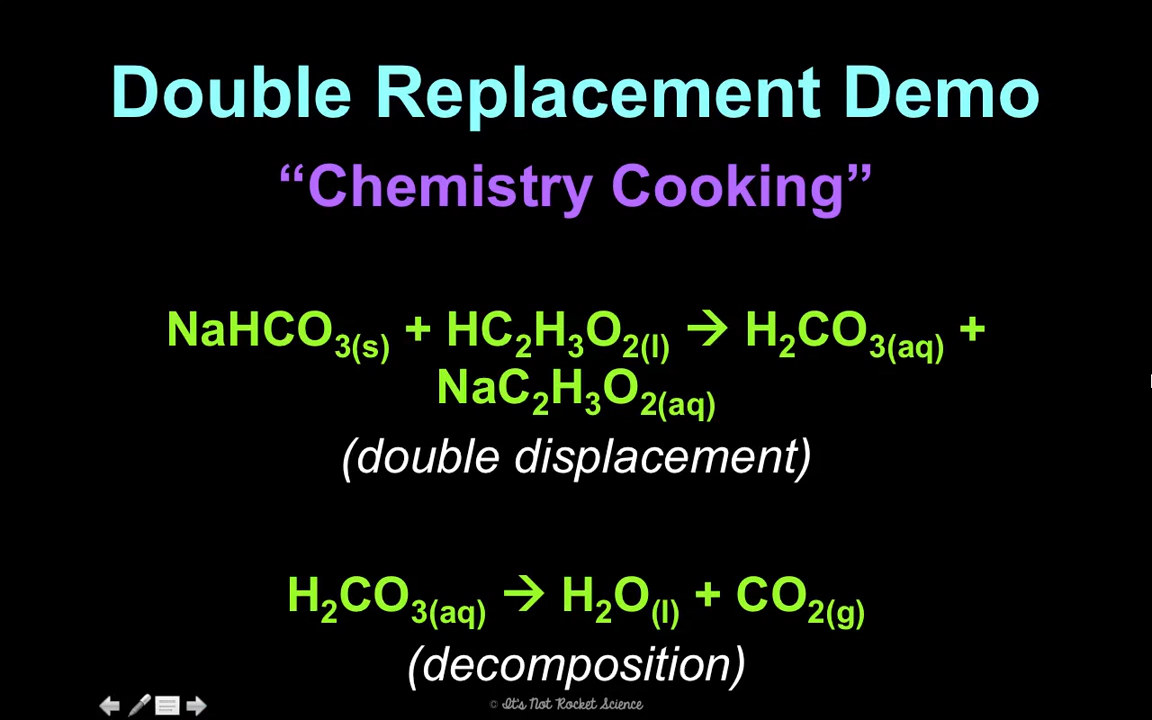 Double Replacement Demo
“Chemistry Cooking”
NaHCO₃₍s₎ + HC₂H₃O₂₍l₎ → H₂CO₃₍aq₎ +
NaC₂H₃O₂₍aq₎
(double displacement)
H₂CO₃₍aq₎ → H₂O₍l₎ + CO₂₍g₎
(decomposition)
© It's Not Rocket Science